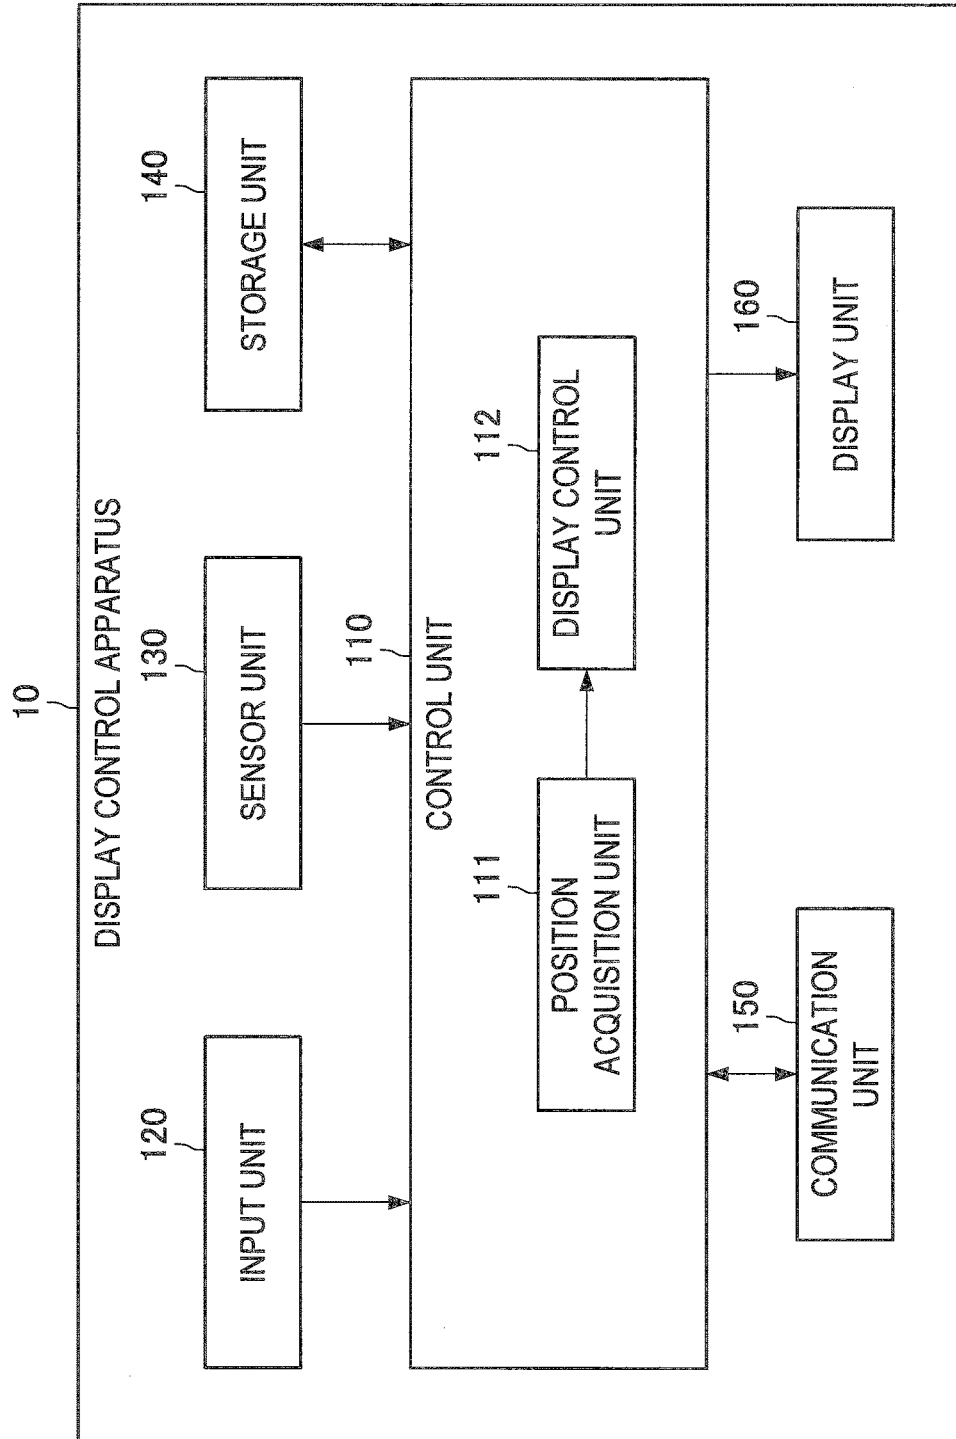 10
DISPLAY CONTROL APPARATUS
120
INPUT UNIT
130
SENSOR UNIT
140
STORAGE UNIT
110
CONTROL UNIT
111
POSITION
ACQUISITION UNIT
112
DISPLAY CONTROL
UNIT
150
COMMUNICATION
UNIT
160
DISPLAY UNIT